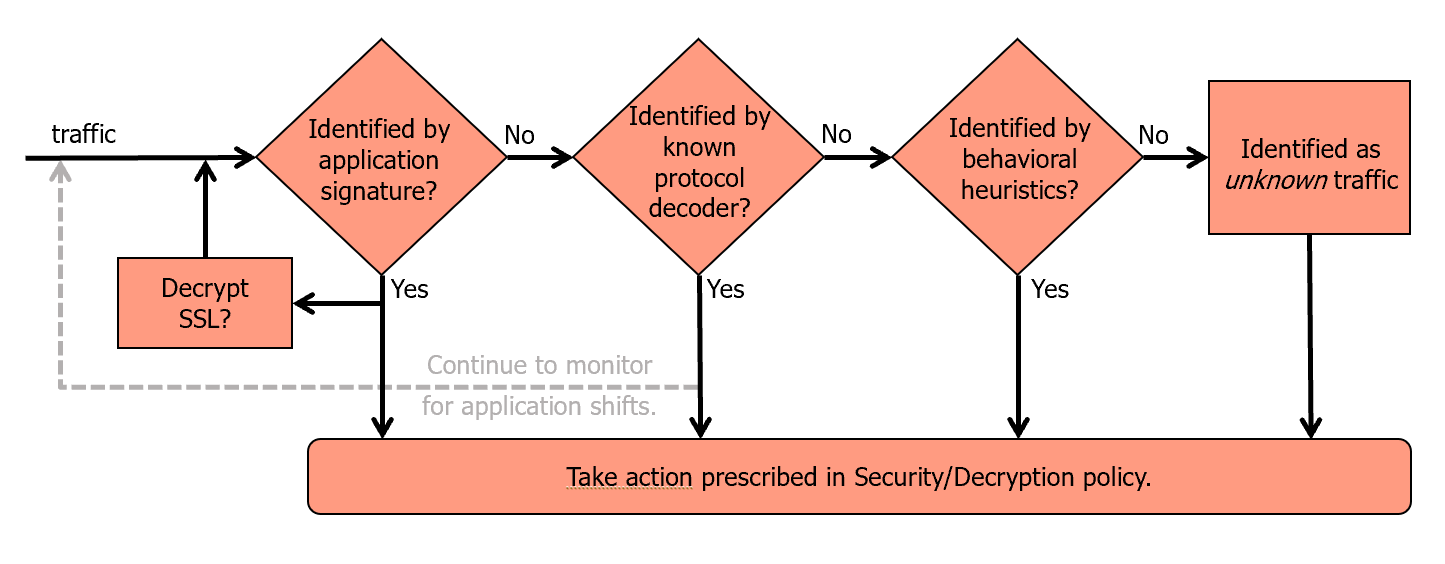 traffic
Identified by
application
signature?
No
Identified by
known
protocol
decoder?
No
Identified by
behavioral
heuristics?
No
Identified as
unknown traffic
Decrypt
SSL?
Yes
Yes
Yes
Continue to monitor
for application shifts.
Take action prescribed in Security/Decryption policy.